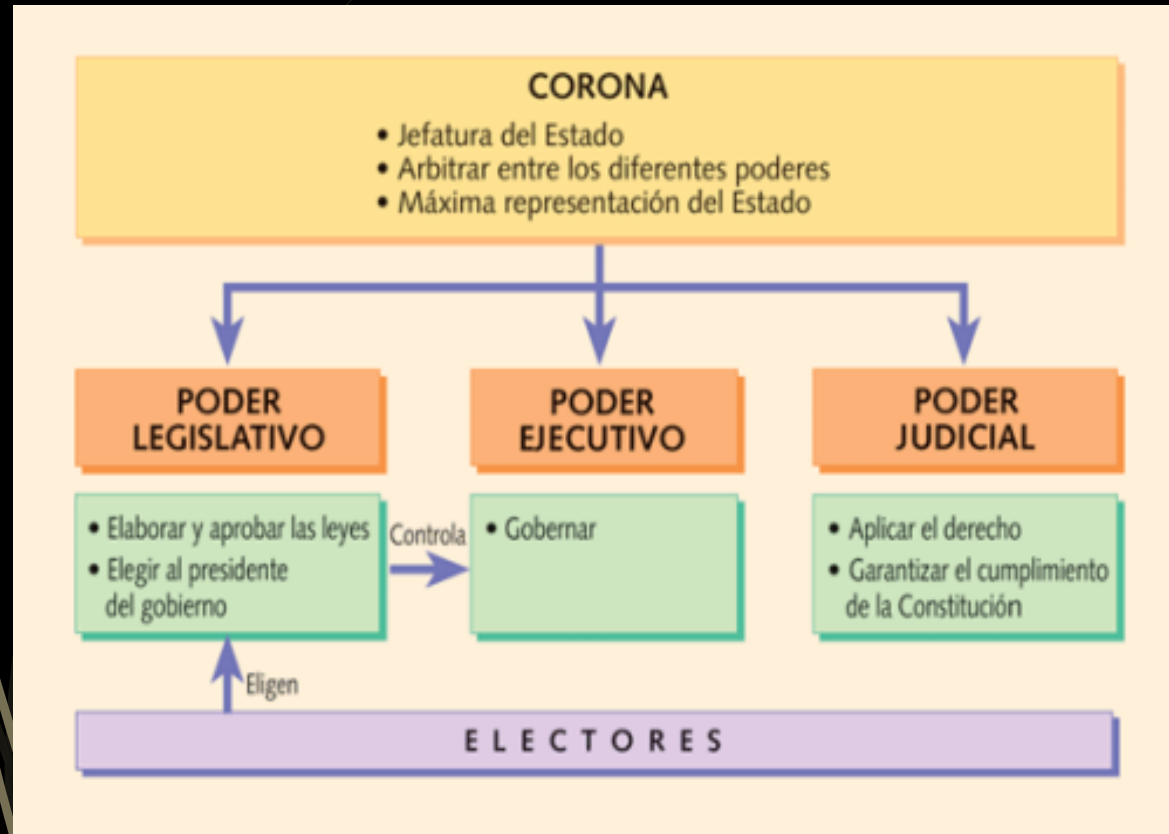 CORONA
• Jefatura del Estado
• Arbitrar entre los diferentes poderes
• Máxima representación del Estado
PODER
LEGISLATIVO
PODER
EJECUTIVO
PODER
JUDICIAL
• Elaborar y aprobar las leyes
• Elegir al presidente
del gobierno
Controla
• Gobernar
• Aplicar el derecho
• Garantizar el cumplimiento
de la Constitución
Eligen
ELECTORES